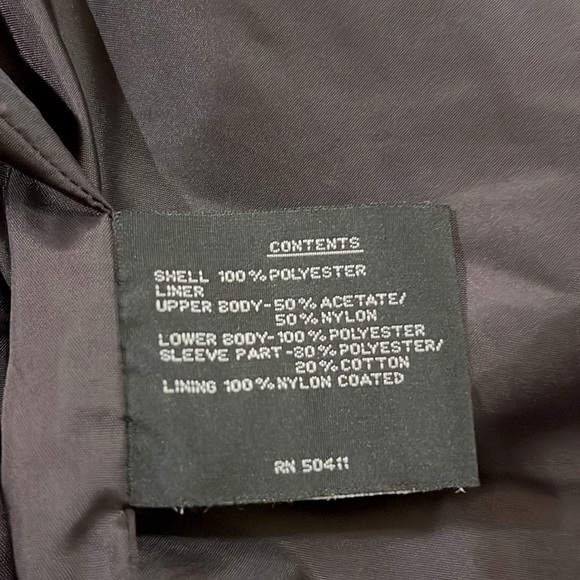 CONTENTS
SHELL 100% POLYESTER
LINER
UPPER BODY-50% ACETATE/
50% NYLON
LOWER BODY-100% POLYESTER
SLEEVE PART-80% POLYESTER/
20% COTTON
LINING 100% NYLON COATED
RN 50411